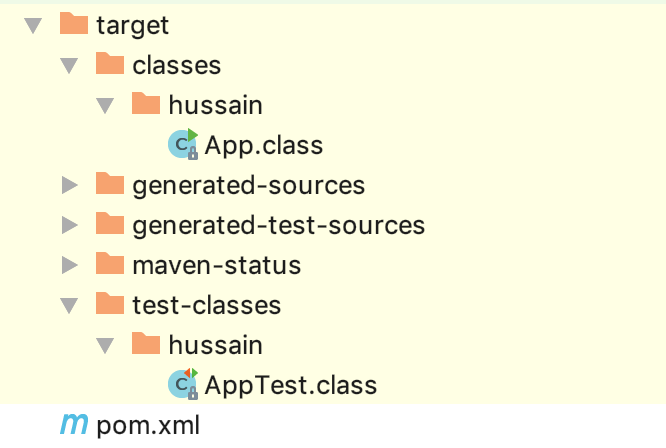 target
classes
hussain
App.class
generated-sources
generated-test-sources
maven-status
test-classes
hussain
AppTest.class
pom.xml